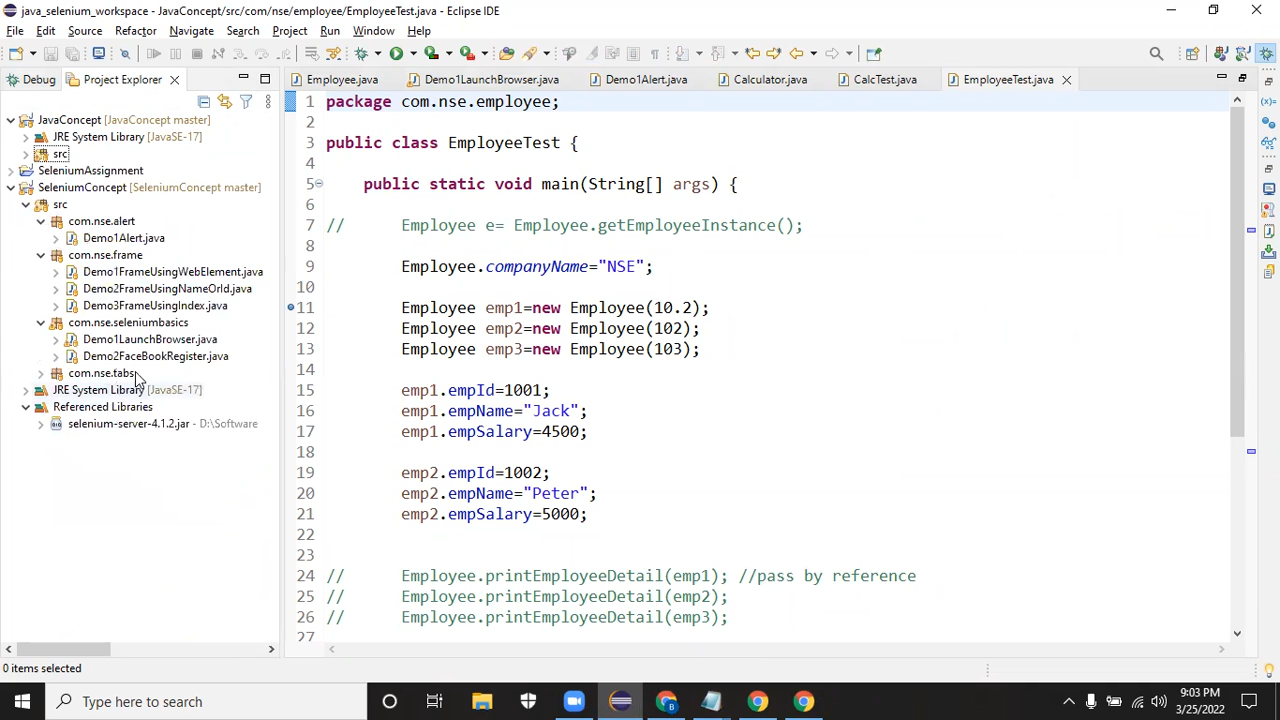 java_selenium_workspace - JavaConcept/src/com/nse/employee/EmployeeTest.java - Eclipse IDE
File Edit Source Refactor Navigate Search Project Run Window Help
Debug Project Explorer
JavaConcept [JavaConcept master]
JRE System Library [JavaSE-17]
src
SeleniumAssignment
SeleniumConcept [SeleniumConcept master]
src
com.nse.alert
Demo1Alert.java
com.nse.frame
Demo1FrameUsingWebElement.java
Demo2FrameUsingNameOrId.java
Demo3FrameUsingIndex.java
com.nse.seleniumbasics
Demo1LaunchBrowser.java
Demo2FaceBookRegister.java
com.nse.tabs
JRE System Library [JavaSE-17]
Referenced Libraries
selenium-server-4.1.2.jar - D:\Software
Employee.java Demo1LaunchBrowser.java Demo1Alert.java Calculator.java CalcTest.java EmployeeTest.java
1 package com.nse.employee;
2
3 public class EmployeeTest {
4
5 public static void main(String[] args) {
6
7 // Employee e= Employee.getEmployeeInstance();
8
9 Employee.companyName="NSE";
10
11 Employee emp1=new Employee(10.2);
12 Employee emp2=new Employee(102);
13 Employee emp3=new Employee(103);
14
15 emp1.empId=1001;
16 emp1.empName="Jack";
17 emp1.empSalary=4500;
18
19 emp2.empId=1002;
20 emp2.empName="Peter";
21 emp2.empSalary=5000;
22
23
24 // Employee.printEmployeeDetail(emp1); //pass by reference
25 // Employee.printEmployeeDetail(emp2);
26 // Employee.printEmployeeDetail(emp3);
27
0 items selected
Type here to search
9:03 PM
3/25/2022